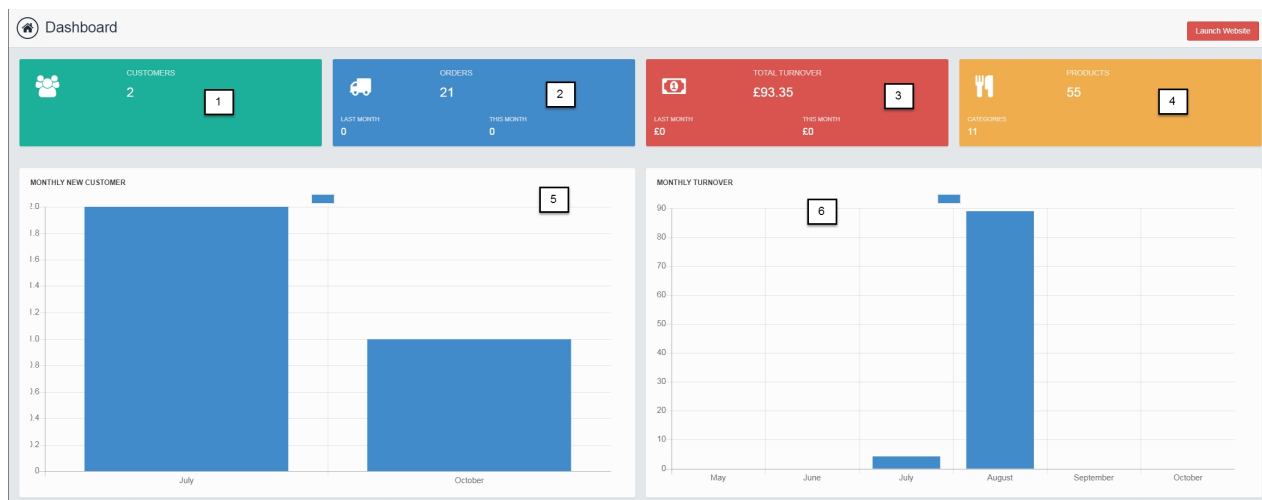 Dashboard
Launch Website
CUSTOMERS
2
1
ORDERS
21
2
LAST MONTH
0
THIS MONTH
0
TOTAL TURNOVER
£93.35
3
LAST MONTH
£0
THIS MONTH
£0
PRODUCTS
55
4
CATEGORIES
11
MONTHLY NEW CUSTOMER
5
2.0
1.8
1.6
1.4
1.2
1.0
0.8
0.6
0.4
0.2
0
July
October
MONTHLY TURNOVER
6
90
80
70
60
50
40
30
20
10
0
May
June
July
August
September
October